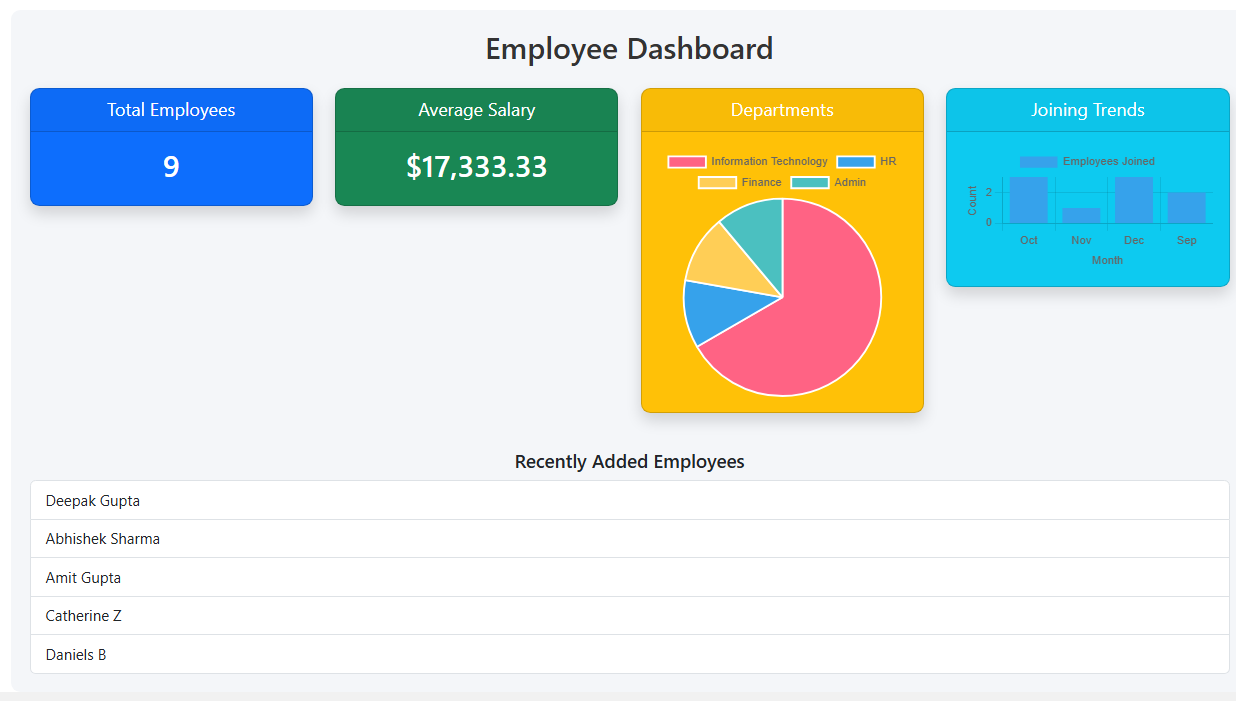 Employee Dashboard
Total Employees
9
Average Salary
$17,333.33
Departments
Information Technology HR
Finance Admin
Joining Trends
Employees Joined
Count
2
0
Oct Nov Dec Sep
Month
Recently Added Employees
Deepak Gupta
Abhishek Sharma
Amit Gupta
Catherine Z
Daniels B